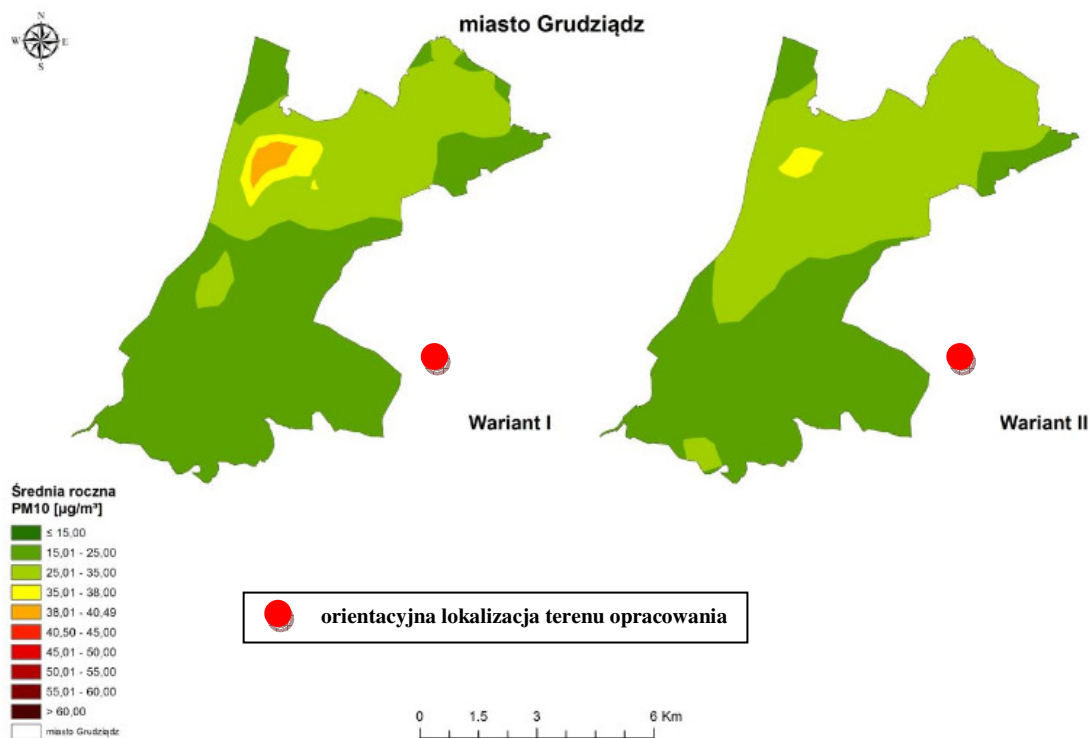 miasto Grudziądz
N
W E
S
Wariant I
Wariant II
Średnia roczna
PM10 [µg/m³]
≤ 15,00
15,01 - 25,00
25,01 - 35,00
35,01 - 38,00
38,01 - 40,49
40,50 - 45,00
45,01 - 50,00
50,01 - 55,00
55,01 - 60,00
> 60,00
miasto Grudziądz
orientacyjna lokalizacja terenu opracowania
0 1.5 3 6 Km